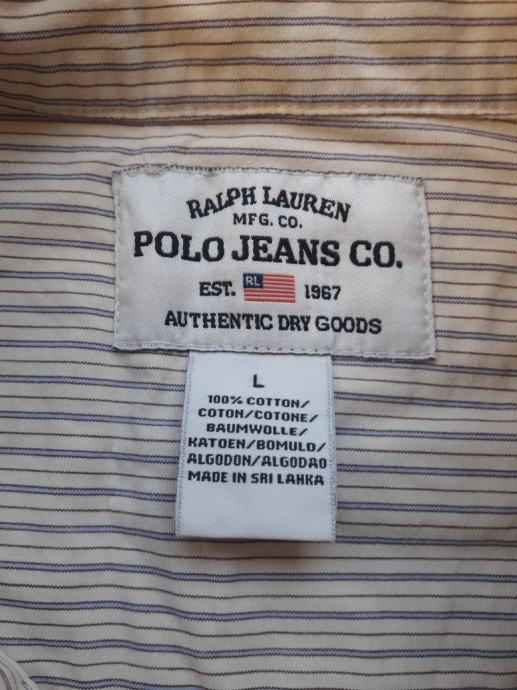 RALPH LAUREN
MFG. CO.
POLO JEANS CO.
EST. RL 1967
AUTHENTIC DRY GOODS
L
100% COTTON/
COTON/COTONE/
BAUMWOLLE/
KATOEN/BOMULD/
ALGODON/ALGODAO
MADE IN SRI LANKA